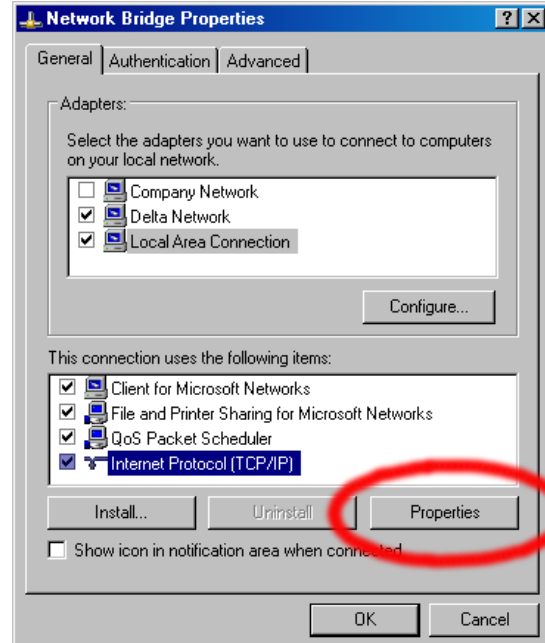 Network Bridge Properties
General Authentication Advanced
Adapters:
Select the adapters you want to use to connect to computers
on your local network.
Company Network
Delta Network
Local Area Connection
Configure...
This connection uses the following items:
Client for Microsoft Networks
File and Printer Sharing for Microsoft Networks
QoS Packet Scheduler
Internet Protocol (TCP/IP)
Install... Uninstall Properties
Show icon in notification area when connected
OK Cancel